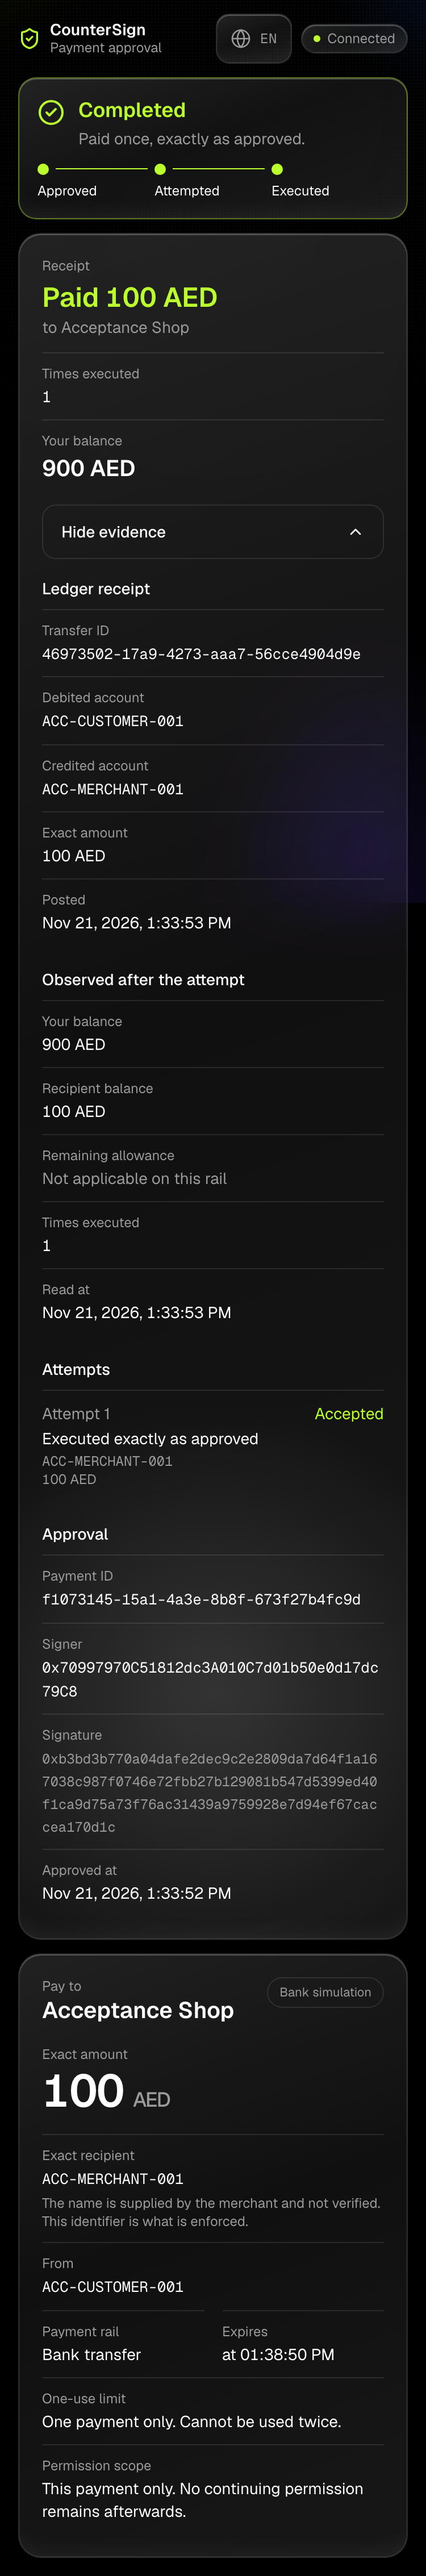 CounterSign
Payment approval
EN
Connected
Completed
Paid once, exactly as approved.
Approved
Attempted
Executed
Receipt
Paid 100 AED
to Acceptance Shop
Times executed
1
Your balance
900 AED
Hide evidence
Ledger receipt
Transfer ID
46973502-17a9-4273-aaa7-56cce4904d9e
Debited account
ACC-CUSTOMER-001
Credited account
ACC-MERCHANT-001
Exact amount
100 AED
Posted
Nov 21, 2026, 1:33:53 PM
Observed after the attempt
Your balance
900 AED
Recipient balance
100 AED
Remaining allowance
Not applicable on this rail
Times executed
1
Read at
Nov 21, 2026, 1:33:53 PM
Attempts
Attempt 1
Accepted
Executed exactly as approved
ACC-MERCHANT-001
100 AED
Approval
Payment ID
f1073145-15a1-4a3e-8b8f-673f27b4fc9d
Signer
0x70997970C51812dc3A010C7d01b50e0d17dc
79C8
Signature
0xb3bd3b770a04dafe2dec9c2e2809da7d64f1a16
7038c987f0746e72fbb27b129081b547d5399ed40
f1ca9d75a73f76ac31439a9759928e7d94ef67cac
cea170d1c
Approved at
Nov 21, 2026, 1:33:52 PM
Pay to
Acceptance Shop
Bank simulation
Exact amount
100 AED
Exact recipient
ACC-MERCHANT-001
The name is supplied by the merchant and not verified.
This identifier is what is enforced.
From
ACC-CUSTOMER-001
Payment rail
Bank transfer
Expires
at 01:38:50 PM
One-use limit
One payment only. Cannot be used twice.
Permission scope
This payment only. No continuing permission
remains afterwards.